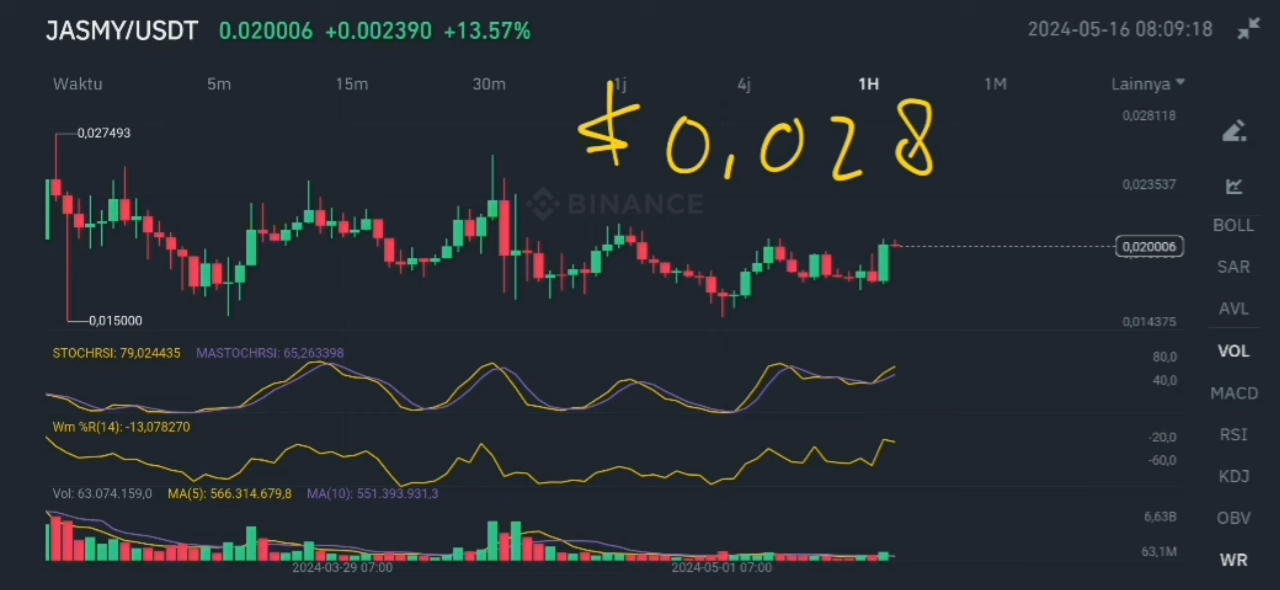 JASMY/USDT 0.020006 +0.002390 +13.57% 2024-05-16 08:09:18
Waktu 5m 15m 30m 1j 4j 1H 1M Lainnya
$0,028
0,028118
0,027493
0,023537
BINANCE
BOLL
0,020006
SAR
AVL
0,015000
0,014375
STOCHRSI: 79,024435 MASTOCHRSI: 65,263398
80,0
VOL
40,0
MACD
Wm %R(14): -13,078270
-20,0
RSI
-60,0
KDJ
Vol: 63.074.159,0 MA(5): 566.314.679,8 MA(10): 551.393.931,3
6,63B
OBV
63,1M
WR
2024-03-29 07:00 2024-05-01 07:00